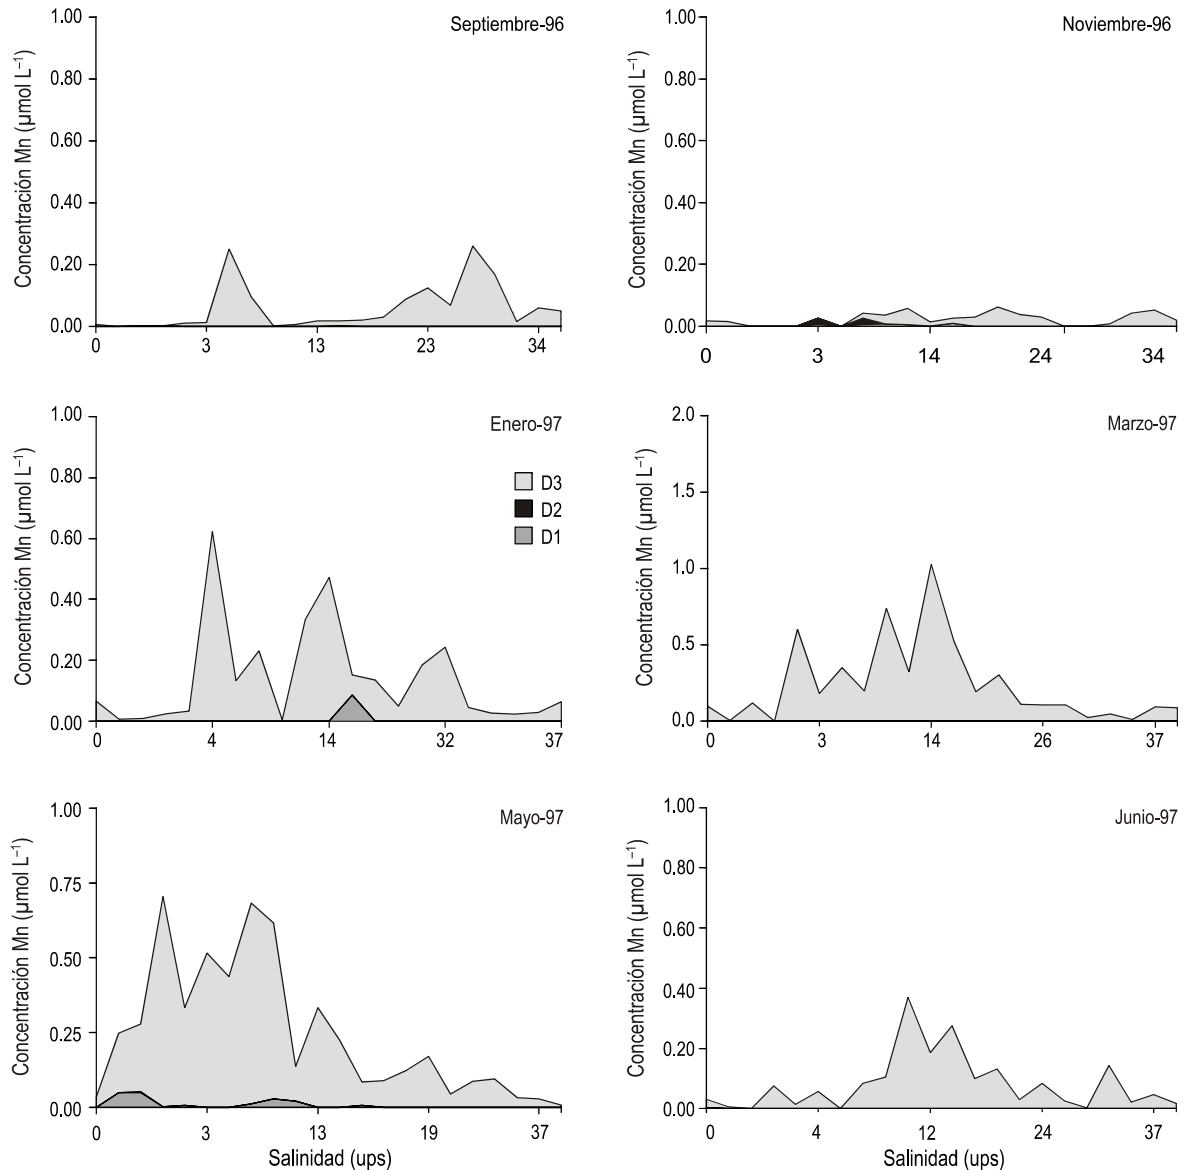 Septiembre-96
Concentración Mn (µmol L⁻¹)
1.00
0.80
0.60
0.40
0.20
0.00
0 3 13 23 34
Noviembre-96
Concentración Mn (µmol L⁻¹)
1.00
0.80
0.60
0.40
0.20
0.00
0 3 14 24 34
Enero-97
Concentración Mn (µmol L⁻¹)
1.00
0.80
0.60
0.40
0.20
0.00
D3
D2
D1
0 4 14 32 37
Marzo-97
Concentración Mn (µmol L⁻¹)
2.0
1.5
1.0
0.5
0.0
0 3 14 26 37
Mayo-97
Concentración Mn (µmol L⁻¹)
1.00
0.75
0.50
0.25
0.00
0 3 13 19 37
Salinidad (ups)
Junio-97
Concentración Mn (µmol L⁻¹)
1.00
0.80
0.60
0.40
0.20
0.00
0 4 12 24 37
Salinidad (ups)